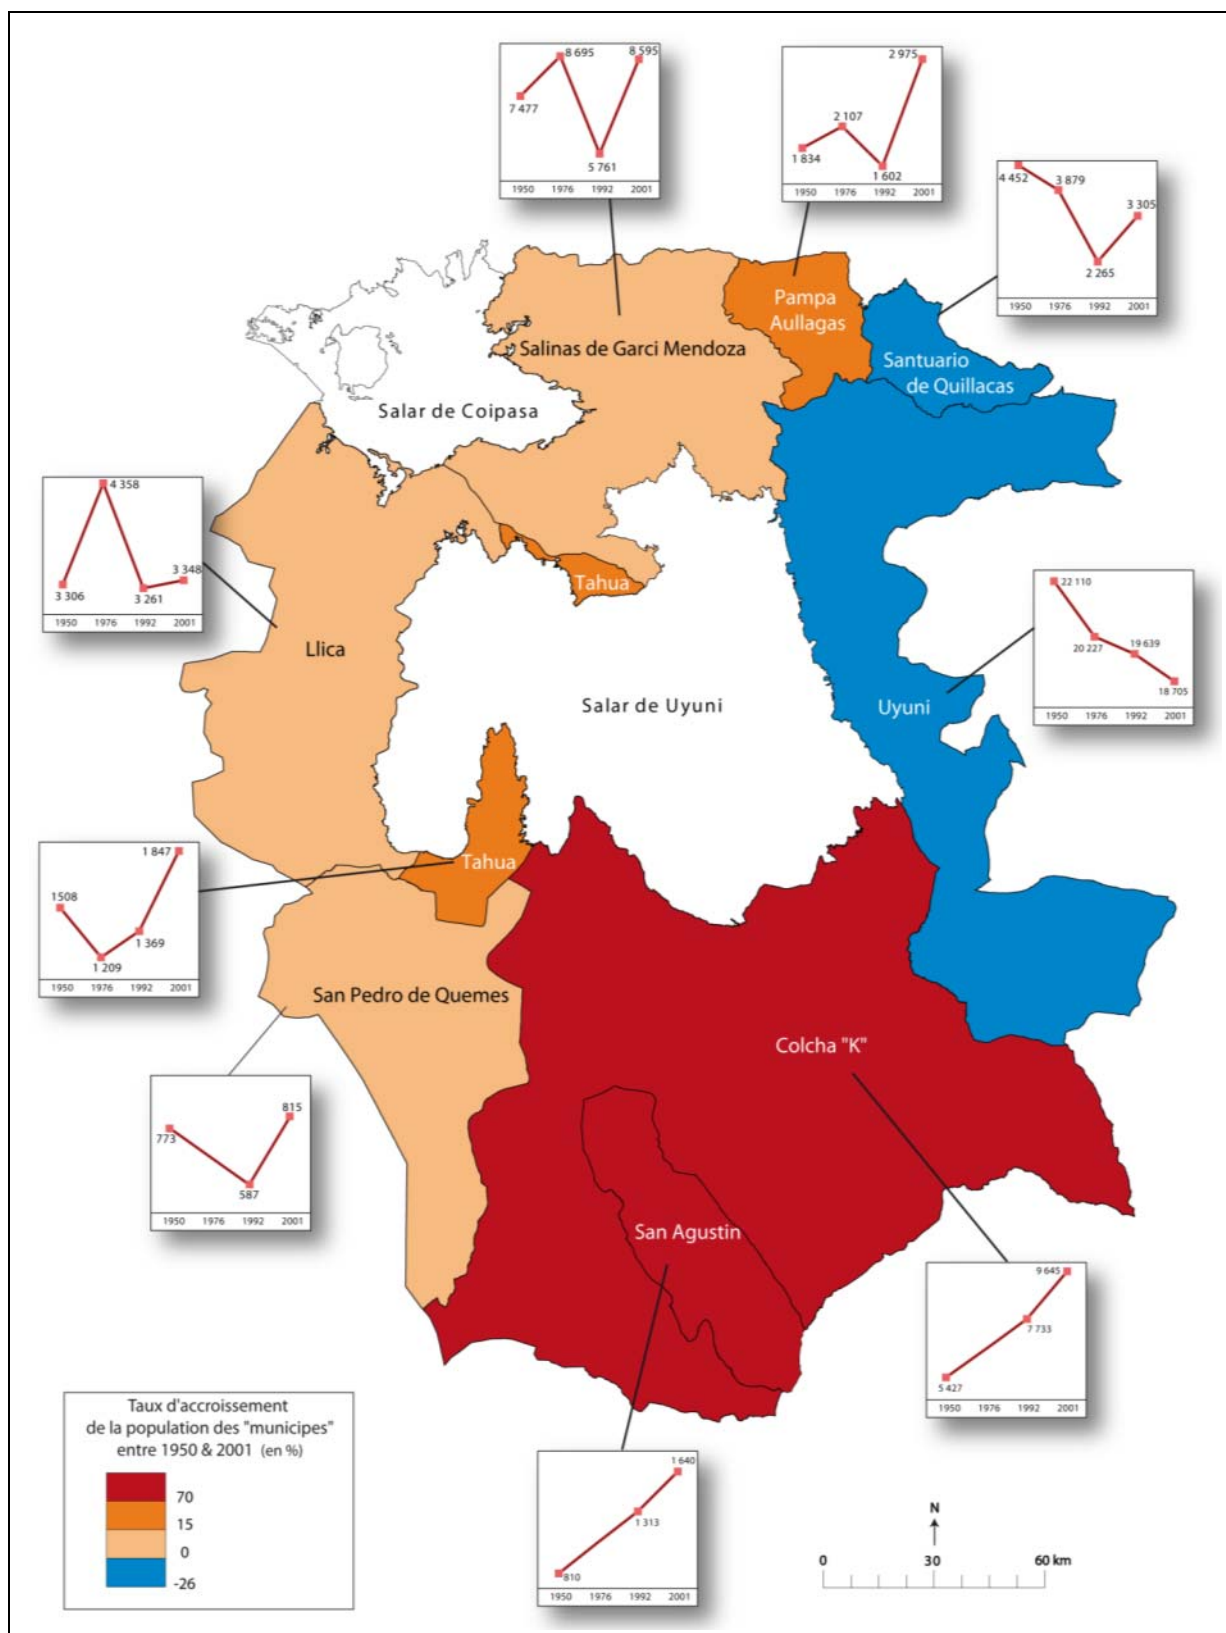 8 695
8 595
7 477
5 761
1950 1976 1992 2001
2 975
2 107
1 834
1 602
1950 1976 1992 2001
4 452
3 879
3 305
2 265
1950 1976 1992 2001
Pampa
Aullagas
Salinas de Garci Mendoza
Santuario
de Quillacas
Salar de Coipasa
4 358
3 348
3 306
3 261
1950 1976 1992 2001
Tahua
22 110
20 227
19 639
18 705
1950 1976 1992 2001
Llica
Salar de Uyuni
Uyuni
1 847
1508
1 369
1 209
1950 1976 1992 2001
Tahua
San Pedro de Quemes
Colcha "K"
815
773
587
1950 1976 1992 2001
San Agustin
9 645
7 733
5 427
1950 1976 1992 2001
Taux d'accroissement
de la population des "municipes"
entre 1950 & 2001 (en %)
70
15
0
-26
1 640
1 313
810
1950 1976 1992 2001
N
0 30 60 km